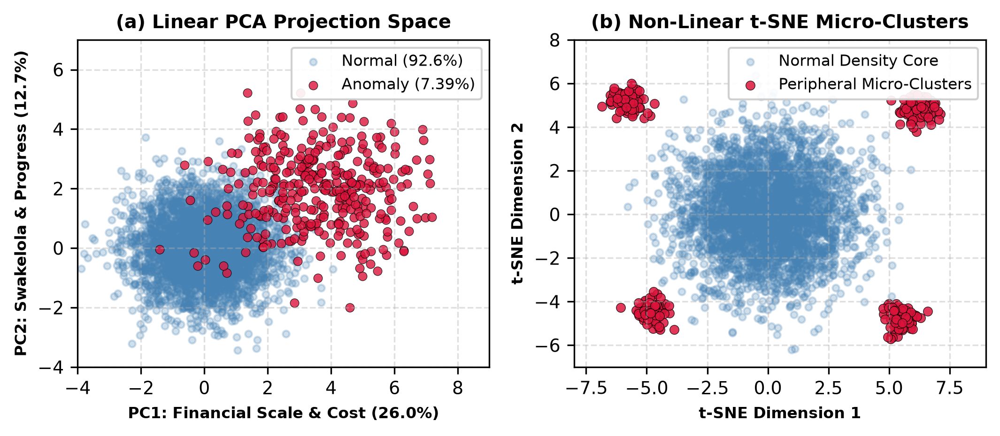 (a) Linear PCA Projection Space
PC2: Swakelola & Progress (12.7%)
6
4
2
0
−2
−4
Normal (92.6%)
Anomaly (7.39%)
−4 −2 0 2 4 6 8
PC1: Financial Scale & Cost (26.0%)
(b) Non-Linear t-SNE Micro-Clusters
t-SNE Dimension 2
8
6
4
2
0
−2
−4
−6
Normal Density Core
Peripheral Micro-Clusters
−7.5 −5.0 −2.5 0.0 2.5 5.0 7.5
t-SNE Dimension 1